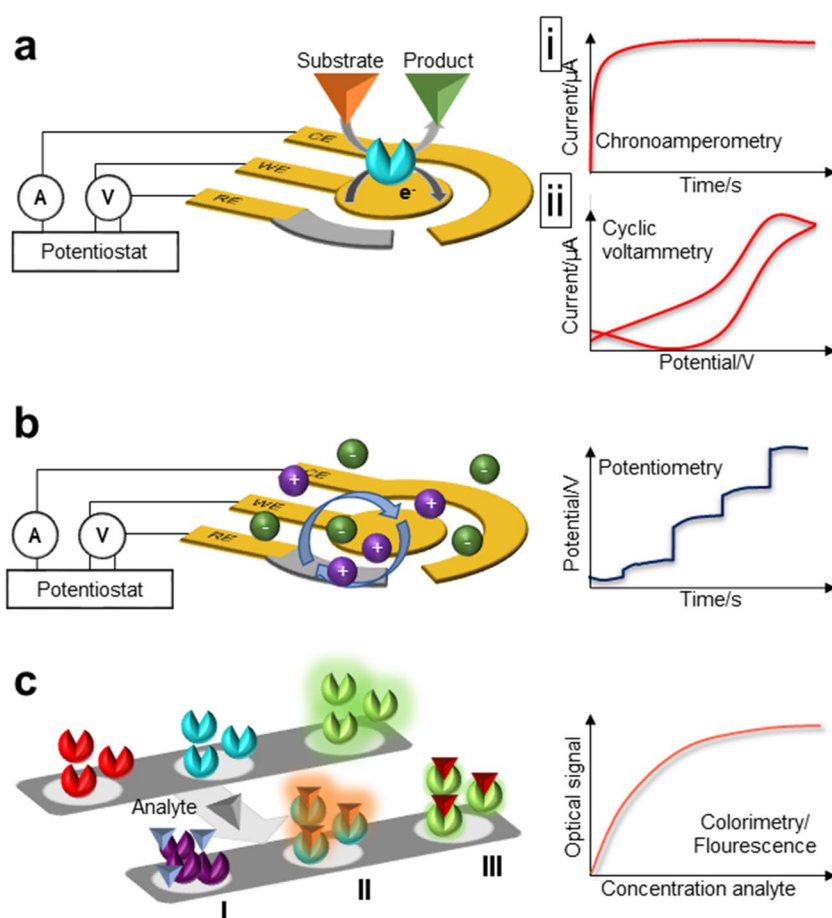 a
Substrate
Product
CE
WE
RE
e-
A
V
Potentiostat
i
Current/µA
Chronoamperometry
Time/s
ii
Current/µA
Cyclic
voltammetry
Potential/V
b
CE
WE
RE
A
V
Potentiostat
+
+
+
+
-
-
-
-
-
Potential/V
Potentiometry
Time/s
c
Analyte
I
II
III
Optical signal
Colorimetry/
Flourescence
Concentration analyte